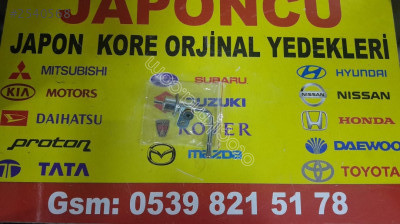 JAPONCU
JAPON KORE ORJİNAL YEDEKLERİ
MITSUBISHI
SUBARU
HYUNDAI
KIA MOTORS
SUZUKI
NISSAN
DAIHATSU
ROVER
HONDA
proton
mazda
DAEWOO
TATA
TOYOTA
Gsm: 0539 821 51 78